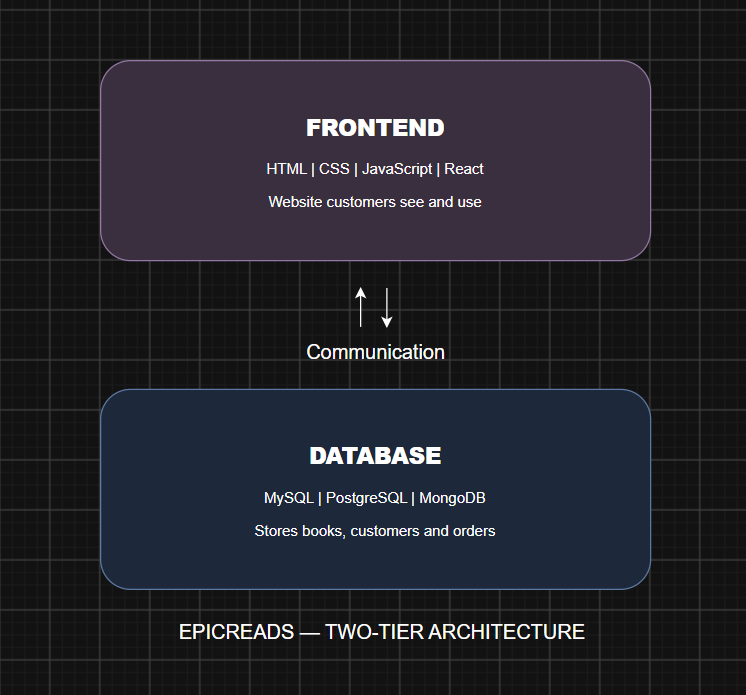 FRONTEND
HTML | CSS | JavaScript | React
Website customers see and use
Communication
DATABASE
MySQL | PostgreSQL | MongoDB
Stores books, customers and orders
EPICREADS — TWO-TIER ARCHITECTURE